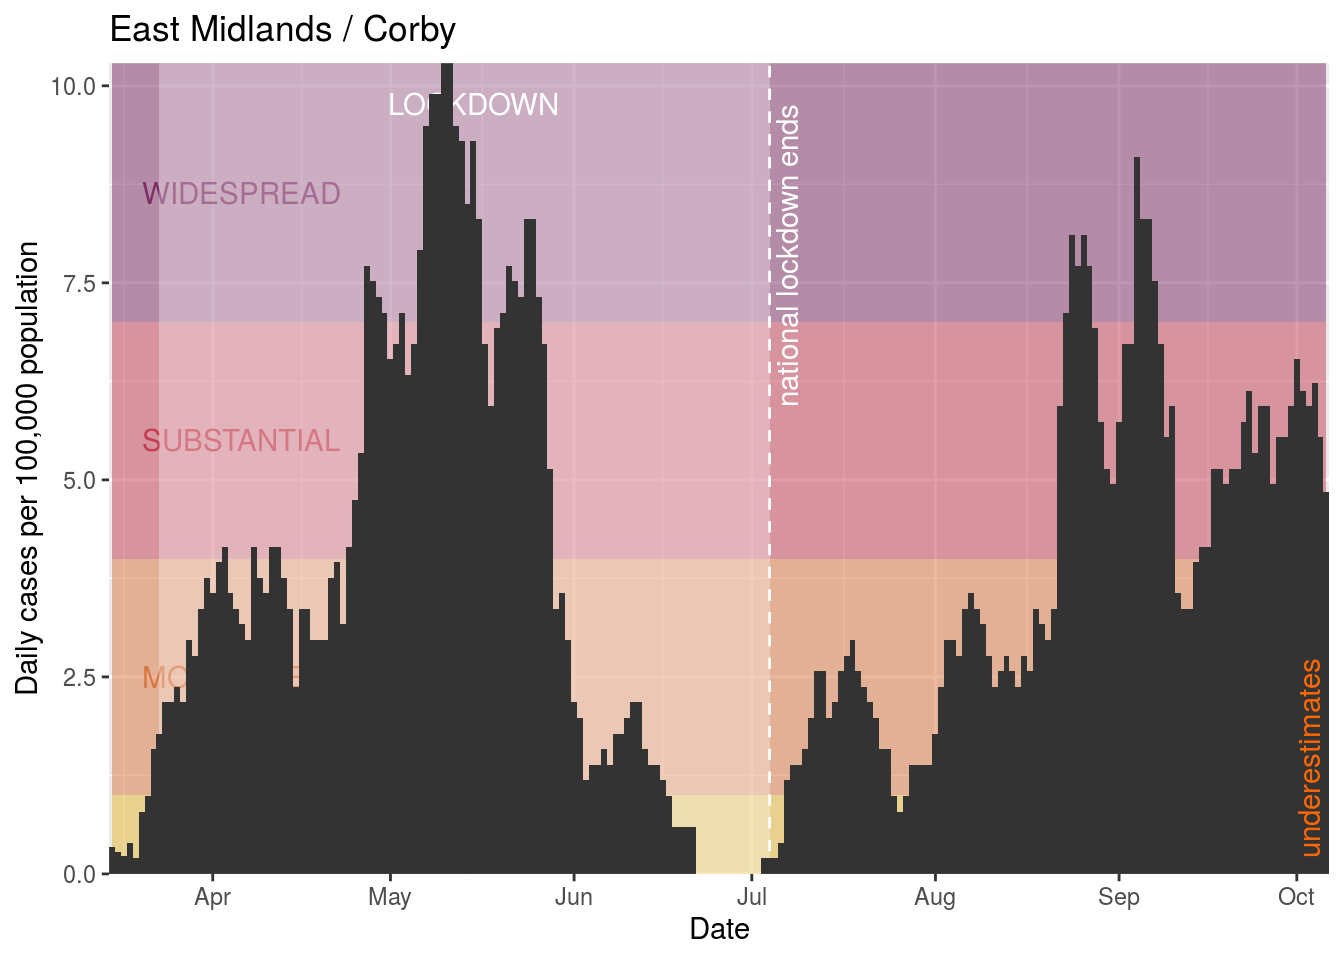 East Midlands / Corby
10.0
7.5
5.0
2.5
0.0
Daily cases per 100,000 population
LOCKDOWN
WIDESPREAD
SUBSTANTIAL
national lockdown ends
underestimates
Apr
May
Jun
Jul
Aug
Sep
Oct
Date